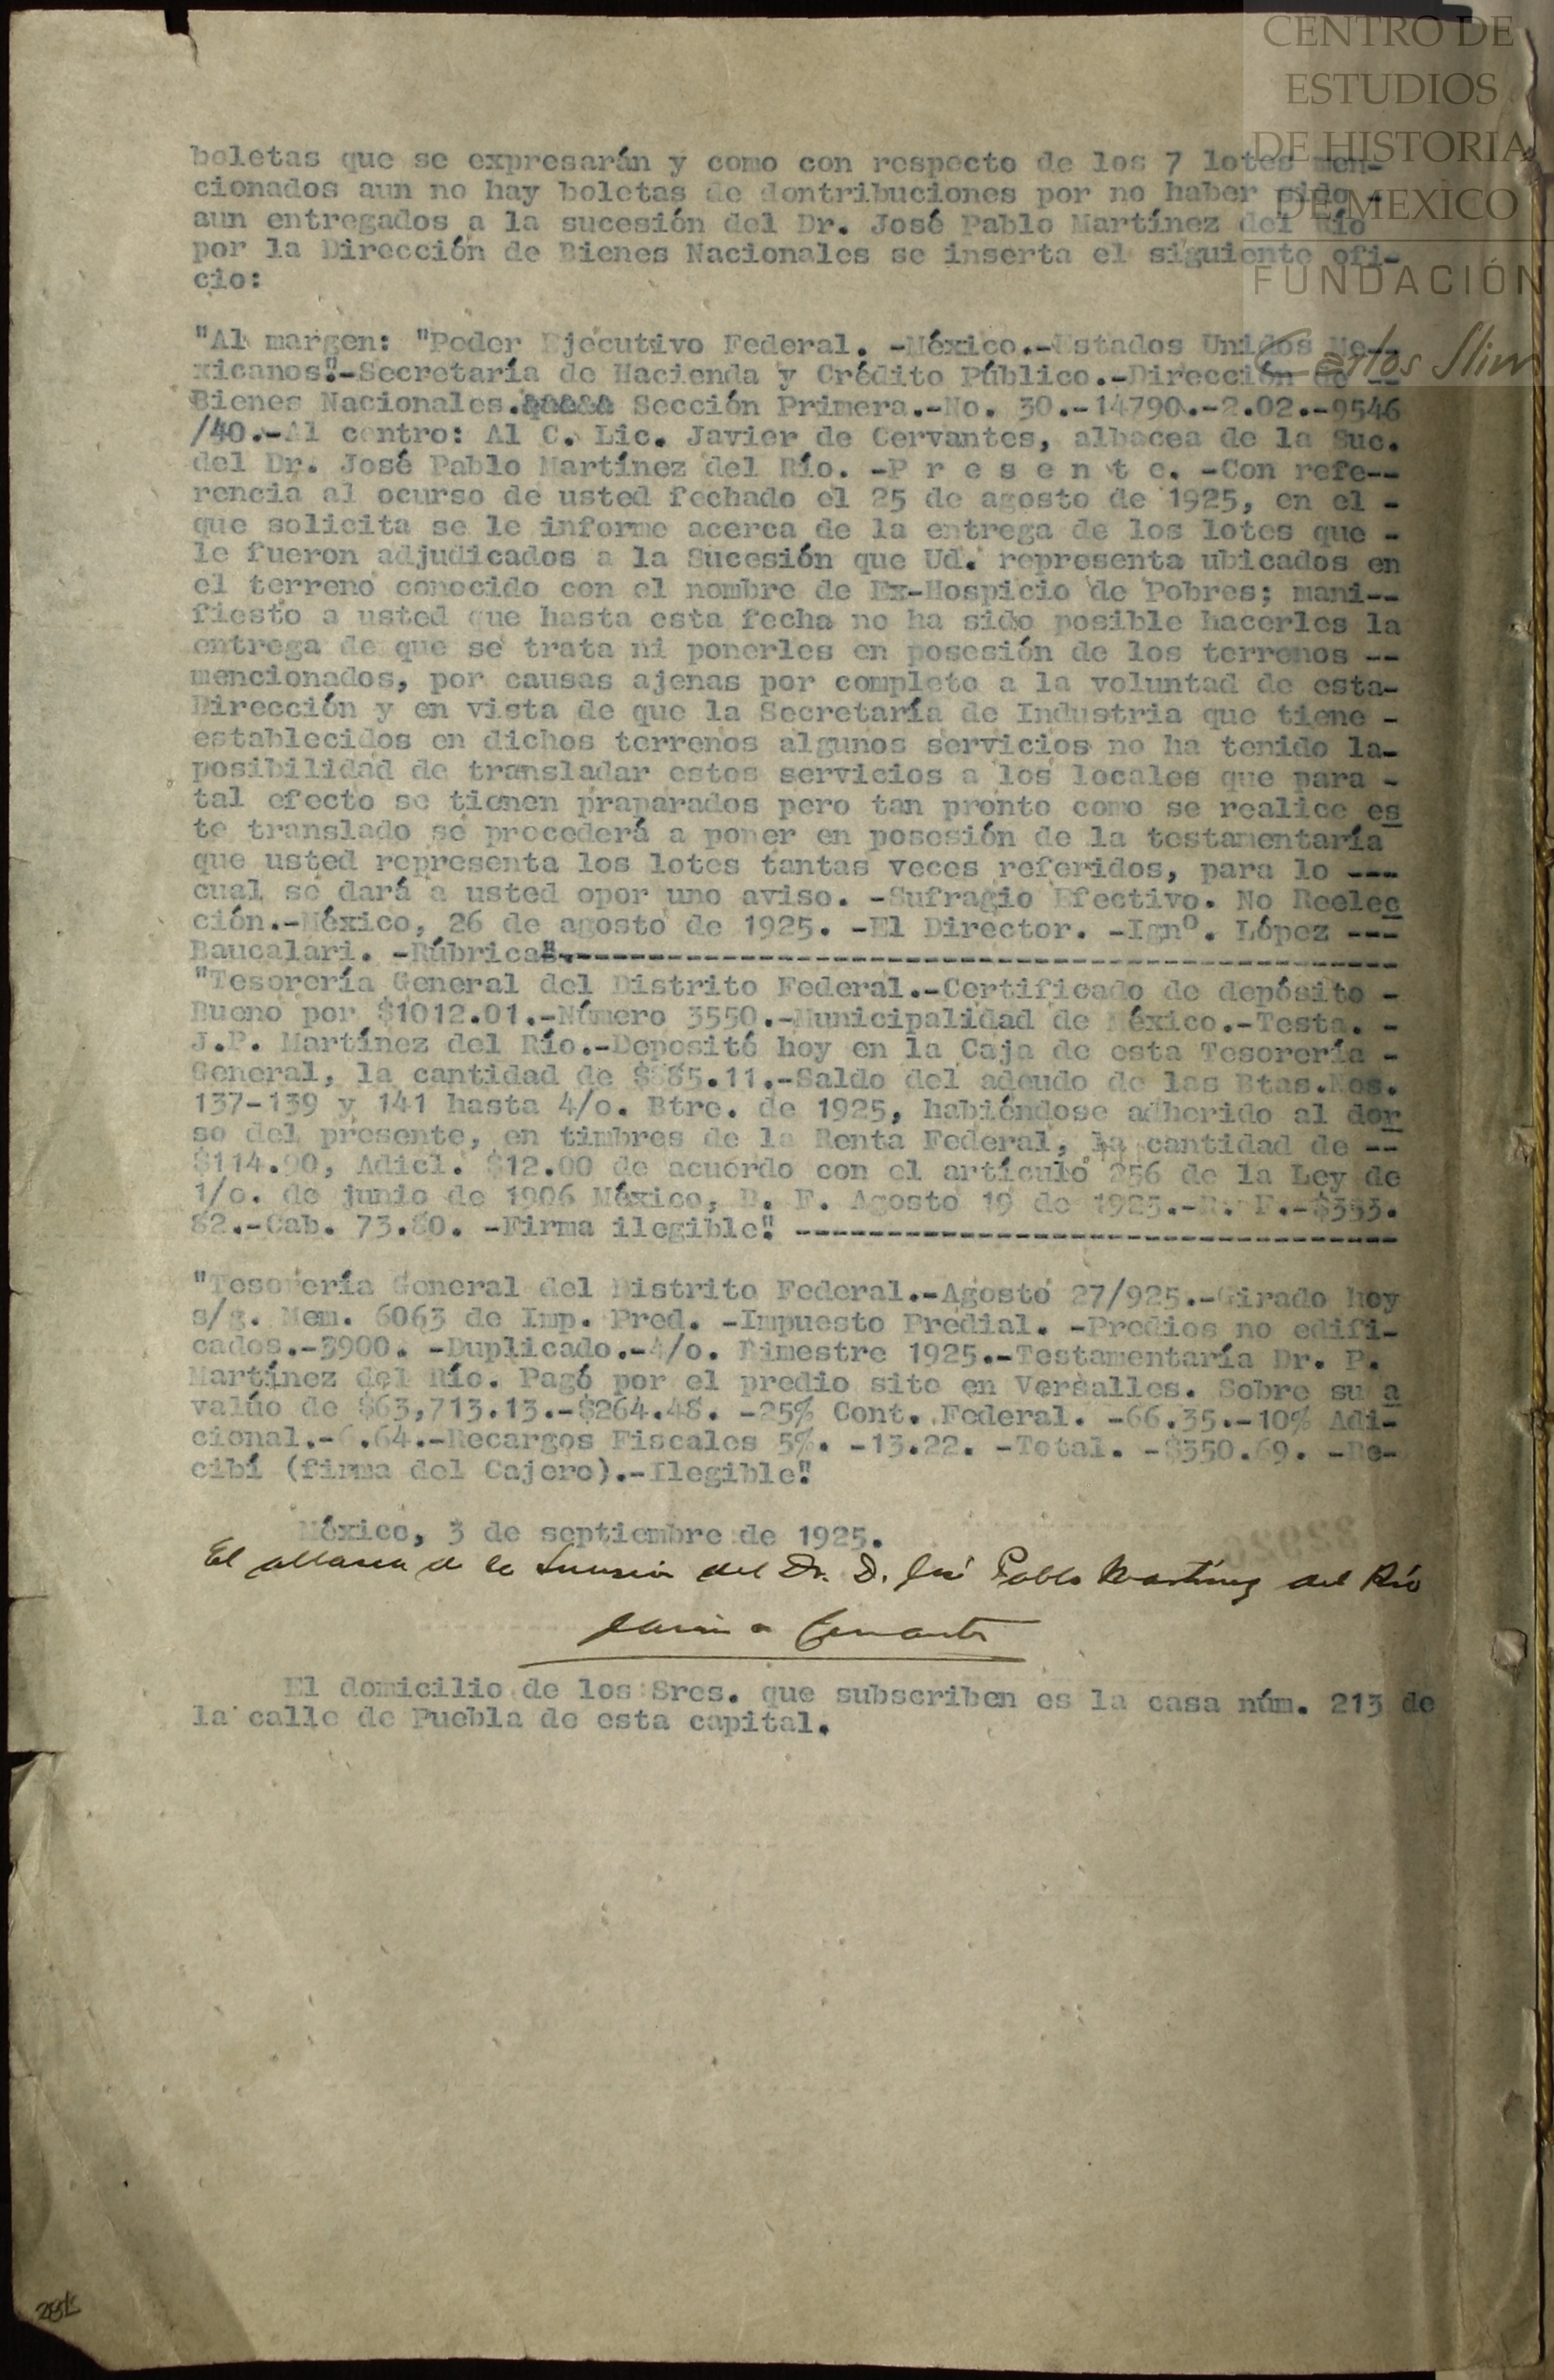 CENTRO DE
ESTUDIOS
DE HISTORIA
DE MEXICO
FUNDACIÓN
Carlos Slim
boletas que se expresarán y como con respecto de los 7 lotes men-
cionados aun no hay boletas de dontribuciones por no haber sido -
aun entregados a la sucesión del Dr. José Pablo Martínez del Río
por la Dirección de Bienes Nacionales se inserta el siguiente ofi-
cio:
"Al margen: "Poder Ejecutivo Federal. -México.-Estados Unidos Me--
xicanos".-Secretaría de Hacienda y Crédito Público.-Dirección de --
Bienes Nacionales. Sección Primera.-No. 30.-14790.-2.02.-9546
/40.-Al centro: Al C. Lic. Javier de Cervantes, albacea de la Suc.
del Dr. José Pablo Martínez del Río. -P r e s e n t e. -Con refe--
rencia al ocurso de usted fechado el 25 de agosto de 1925, en el -
que solicita se le informe acerca de la entrega de los lotes que -
le fueron adjudicados a la Sucesión que Ud. representa ubicados en
el terreno conocido con el nombre de Ex-Hospicio de Pobres; mani--
fiesto a usted que hasta esta fecha no ha sido posible hacerles la
entrega de que se trata ni ponerles en posesión de los terrenos --
mencionados, por causas ajenas por completo a la voluntad de esta-
Dirección y en vista de que la Secretaría de Industria que tiene -
establecidos en dichos terrenos algunos servicios no ha tenido la-
posibilidad de transladar estos servicios a los locales que para -
tal efecto se tienen praparados pero tan pronto como se realice es
te translado se procederá a poner en posesión de la testamentaría
que usted representa los lotes tantas veces referidos, para lo ---
cual se dará a usted opor uno aviso. -Sufragio Efectivo. No Reelec
ción.-México, 26 de agosto de 1925. -El Director. -Ignº. López ---
Baucalari. -Rúbrica".------------------------------------------------
"Tesorería General del Distrito Federal.-Certificado de depósito -
Bueno por $1012.01.-Número 3550.-Municipalidad de México.-Testa. -
J.P. Martínez del Río.-Depositó hoy en la Caja de esta Tesorería -
General, la cantidad de $885.11.-Saldo del adeudo de las Btas.Nos.
137-139 y 141 hasta 4/o. Btre. de 1925, habiéndose adherido al dor
so del presente, en timbres de la Renta Federal, la cantidad de --
$114.90, Adicl. $12.00 de acuerdo con el artículo 256 de la Ley de
1/o. de junio de 1906 México, D. F. Agosto 19 de 1925.-R. F.-$353.
82.-Cab. 73.80. -Firma ilegible". ----------------------------------
"Tesorería General del Distrito Federal.-Agosto 27/925.-Girado hoy
s/g. Mem. 6063 de Imp. Pred. -Impuesto Predial. -Predios no edifi-
cados.-3900. -Duplicado.-4/o. Bimestre 1925.-Testamentaría Dr. P.
Martínez del Río. Pagó por el predio sito en Versalles. Sobre su a
valúo de $63,713.13.-$264.48. -25% Cont. Federal. -66.35.-10% Adi-
cional.-6.64.-Recargos Fiscales 5%. -13.22. -Total. -$350.69. -Re-
cibí (firma del Cajero).-Ilegible".
México, 3 de septiembre de 1925.
El albacea de la Sucesión del Dr. D. José Pablo Martínez del Río
Javier de Cervantes
El domicilio de los Sres. que subscriben es la casa núm. 213 de
la calle de Puebla de esta capital.